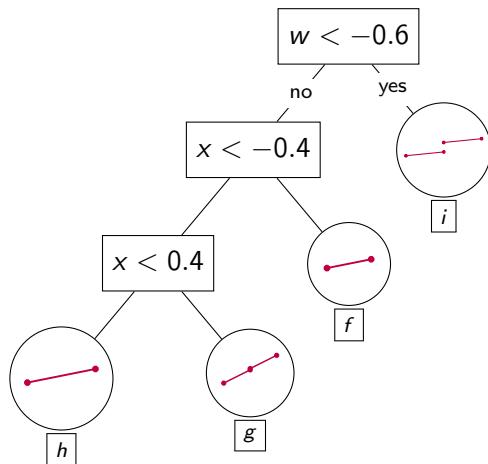 w < −0.6
no
yes
x < −0.4
i
x < 0.4
f
h
g